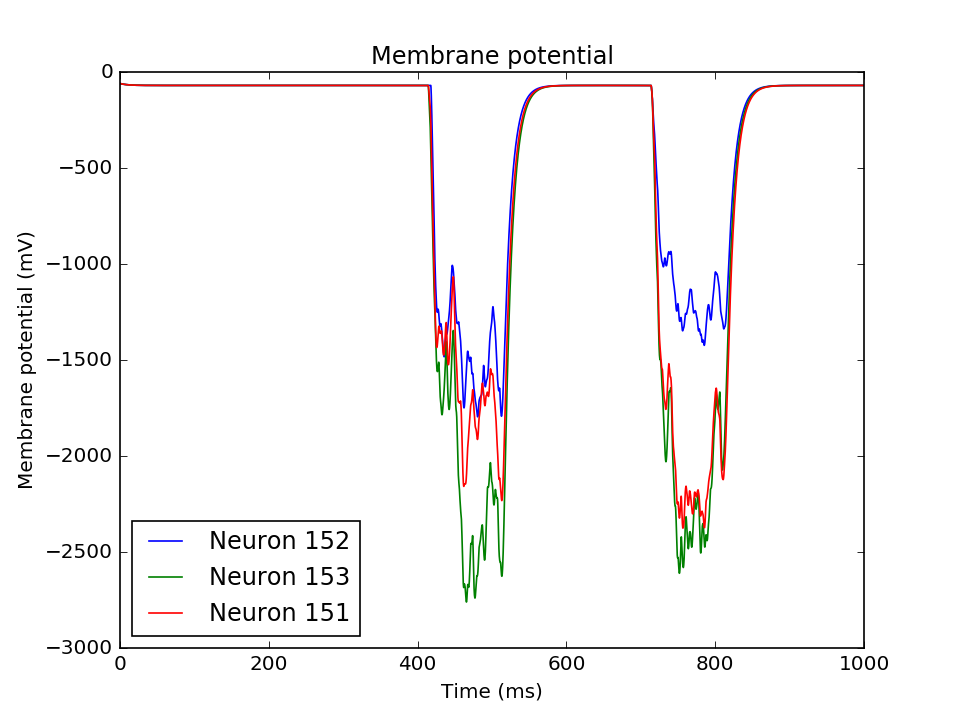 Membrane potential
0
−500
−1000
−1500
−2000
−2500
−3000
Membrane potential (mV)
Neuron 152
Neuron 153
Neuron 151
0 200 400 600 800 1000
Time (ms)